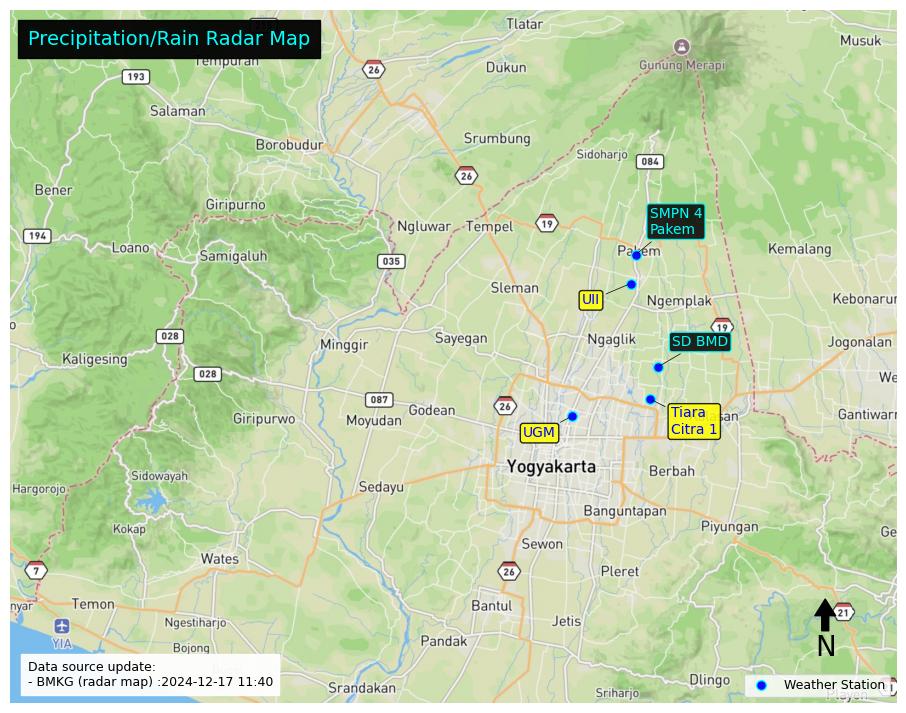 Precipitation/Rain Radar Map
Tlatar
Musuk
Tempuran
26
193
Dukun
Gunung Merapi
Salaman
Borobudur
Srumbung
Sidoharjo
084
26
Bener
Giripurno
SMPN 4
Pakem
194
Ngluwar
Tempel
19
Loano
Samigaluh
035
Pakem
Kemalang
Sleman
UII
Ngemplak
Kebonarum
028
Minggir
Sayegan
Ngaglik
19
SD BMD
Jogonalan
Kaligesing
028
087
Godean
26
Giripurwo
Moyudan
UGM
Tiara
Citra 1
Gantiwarn
Yogyakarta
Berbah
Sidowayah
Hargorojo
Sedayu
Kokap
Banguntapan
Piyungan
Wates
Sewon
7
26
Pleret
Temon
Bantul
21
Ngestiharjo
Jetis
YIA
Bojong
Pandak
N
Data source update:
- BMKG (radar map) :2024-12-17 11:40
Dlingo
Srandakan
Sriharjo
Weather Station
Playen